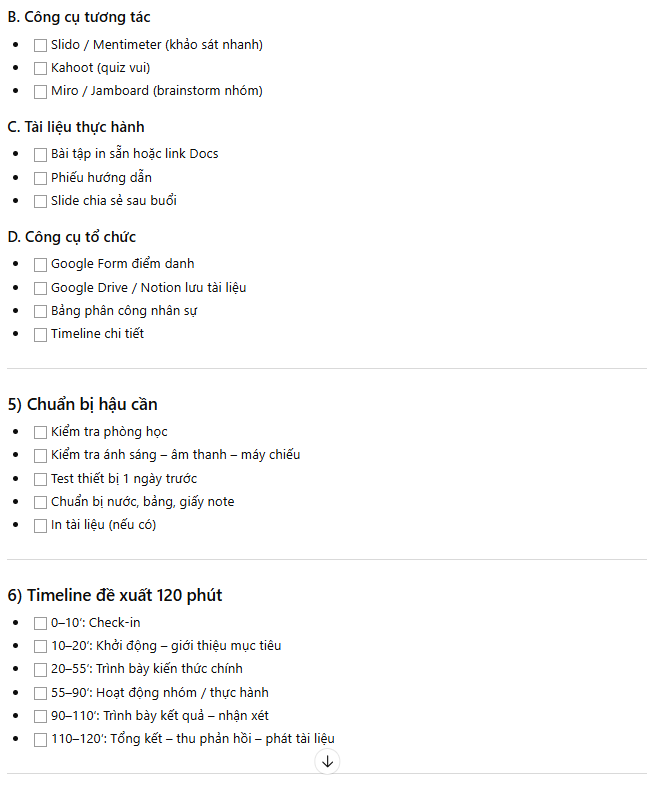 B. Công cụ tương tác
Slido / Mentimeter (khảo sát nhanh)
Kahoot (quiz vui)
Miro / Jamboard (brainstorm nhóm)
C. Tài liệu thực hành
Bài tập in sẵn hoặc link Docs
Phiếu hướng dẫn
Slide chia sẻ sau buổi
D. Công cụ tổ chức
Google Form điểm danh
Google Drive / Notion lưu tài liệu
Bảng phân công nhân sự
Timeline chi tiết
5) Chuẩn bị hậu cần
Kiểm tra phòng học
Kiểm tra ánh sáng – âm thanh – máy chiếu
Test thiết bị 1 ngày trước
Chuẩn bị nước, bảng, giấy note
In tài liệu (nếu có)
6) Timeline đề xuất 120 phút
0–10’: Check-in
10–20’: Khởi động – giới thiệu mục tiêu
20–55’: Trình bày kiến thức chính
55–90’: Hoạt động nhóm / thực hành
90–110’: Trình bày kết quả – nhận xét
110–120’: Tổng kết – thu phản hồi – phát tài liệu